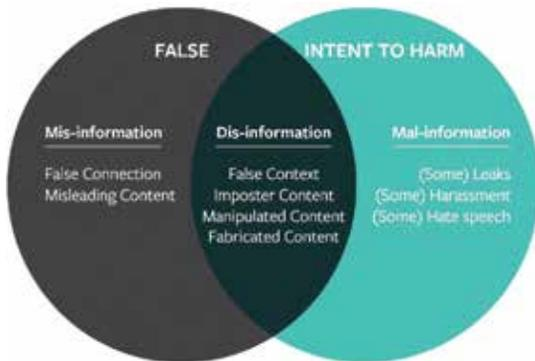 FALSE
INTENT TO HARM
Mis-information
False Connection
Misleading Content
Dis-information
False Context
Imposter Content
Manipulated Content
Fabricated Content
Mal-information
(Some) Leaks
(Some) Harassment
(Some) Hate speech